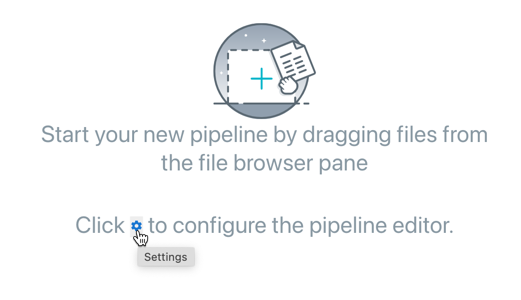 Start your new pipeline by dragging files from
the file browser pane
Click to configure the pipeline editor.
Settings